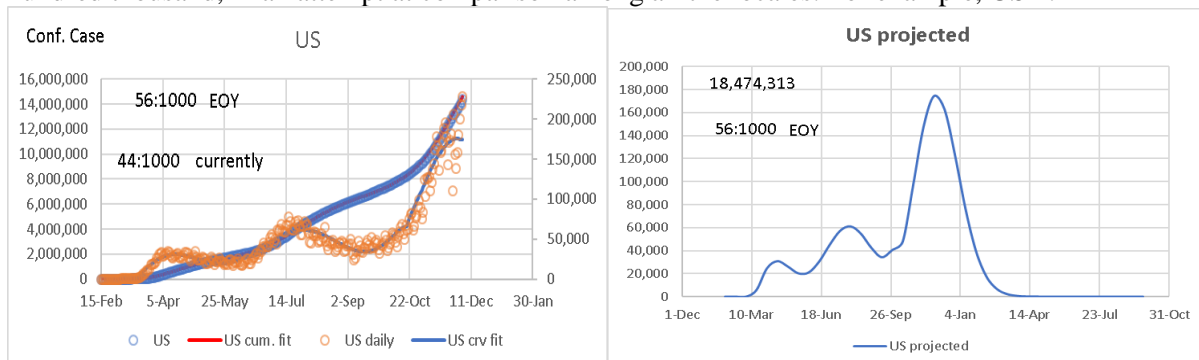 Conf. Case
US
16,000,000
14,000,000
12,000,000
10,000,000
8,000,000
6,000,000
4,000,000
2,000,000
0
250,000
200,000
150,000
100,000
50,000
0
56:1000 EOY
44:1000 currently
15-Feb 5-Apr 25-May 14-Jul 2-Sep 22-Oct 11-Dec 30-Jan
US US cum. fit US daily US crv fit
US projected
200,000
180,000
160,000
140,000
120,000
100,000
80,000
60,000
40,000
20,000
0
18,474,313
56:1000 EOY
1-Dec 10-Mar 18-Jun 26-Sep 4-Jan 14-Apr 23-Jul 31-Oct
US projected